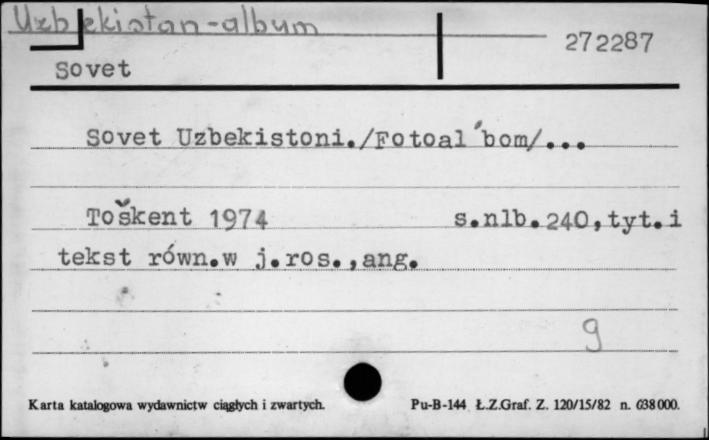 Uzbekistan-album
272287
Sovet
Sovet Uzbekistoni./Fotoal'bom/...
Toškent 1974 s.nlb.240,tyt.i
tekst równ.w j.ros.,ang.
g
Karta katalogowa wydawnictw ciągłych i zwartych. Pu-B-144 Ł.Z.Graf. Z. 120/15/82 n. 638000.